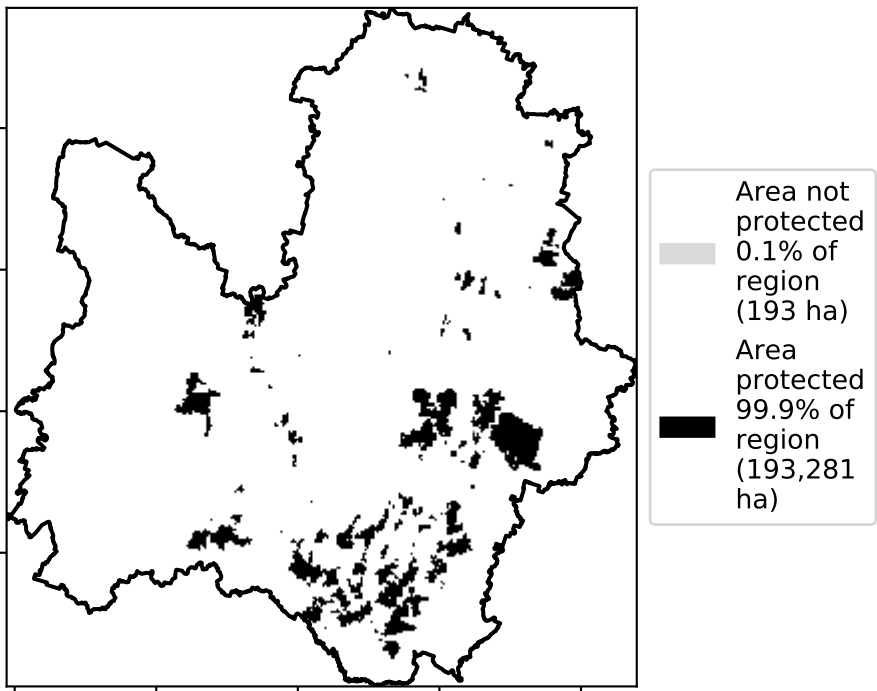 Area not
protected
0.1% of
region
(193 ha)
Area
protected
99.9% of
region
(193,281
ha)